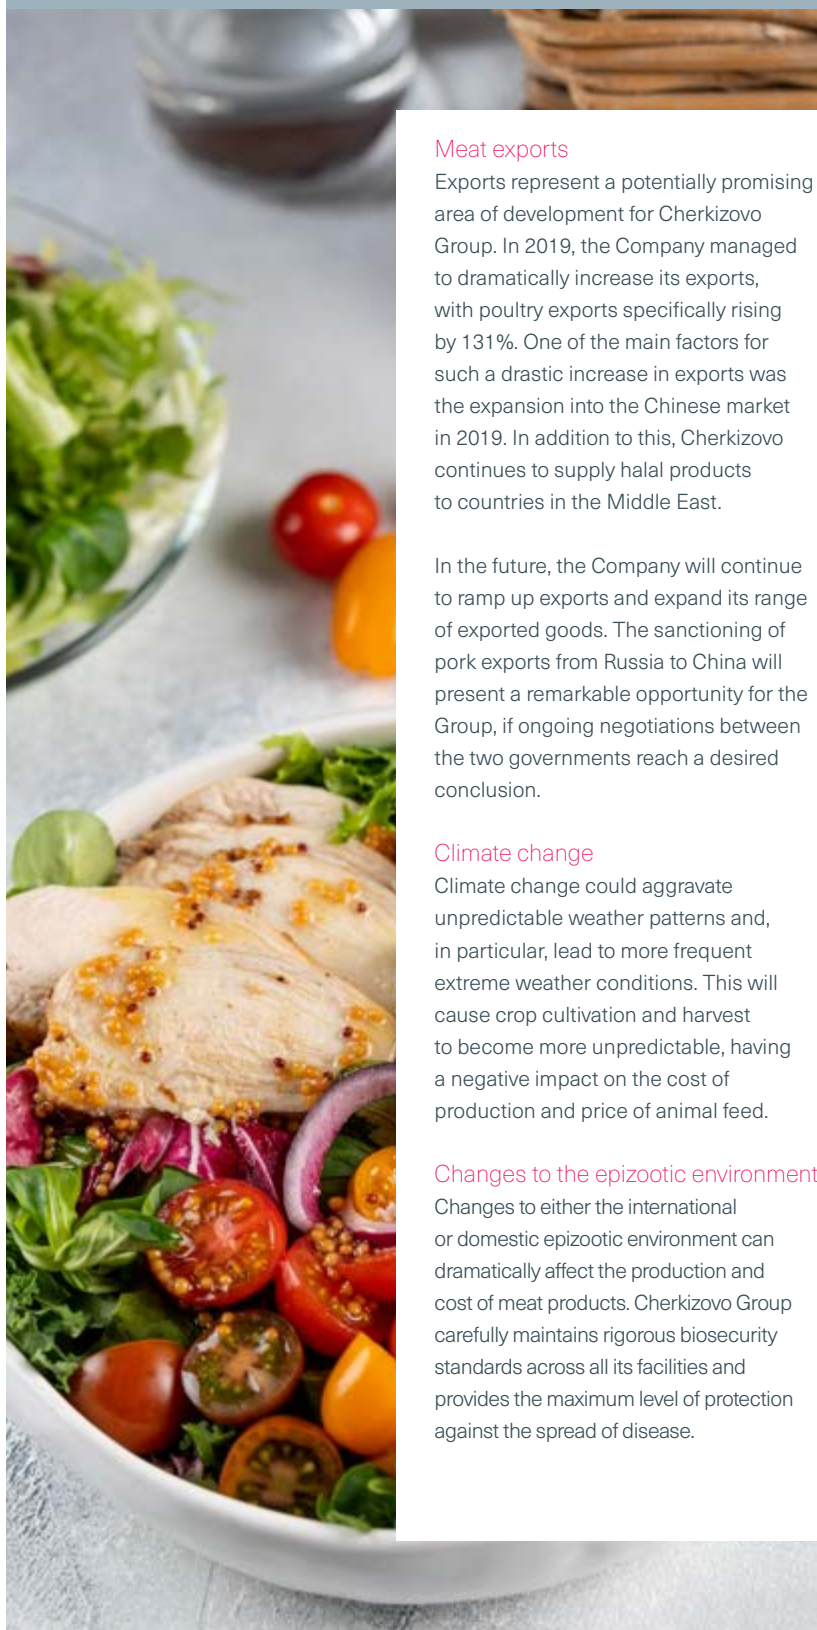 Meat exports
Exports represent a potentially promising
area of development for Cherkizovo
Group. In 2019, the Company managed
to dramatically increase its exports,
with poultry exports specifically rising
by 131%. One of the main factors for
such a drastic increase in exports was
the expansion into the Chinese market
in 2019. In addition to this, Cherkizovo
continues to supply halal products
to countries in the Middle East.
In the future, the Company will continue
to ramp up exports and expand its range
of exported goods. The sanctioning of
pork exports from Russia to China will
present a remarkable opportunity for the
Group, if ongoing negotiations between
the two governments reach a desired
conclusion.
Climate change
Climate change could aggravate
unpredictable weather patterns and,
in particular, lead to more frequent
extreme weather conditions. This will
cause crop cultivation and harvest
to become more unpredictable, having
a negative impact on the cost of
production and price of animal feed.
Changes to the epizootic environment
Changes to either the international
or domestic epizootic environment can
dramatically affect the production and
cost of meat products. Cherkizovo Group
carefully maintains rigorous biosecurity
standards across all its facilities and
provides the maximum level of protection
against the spread of disease.